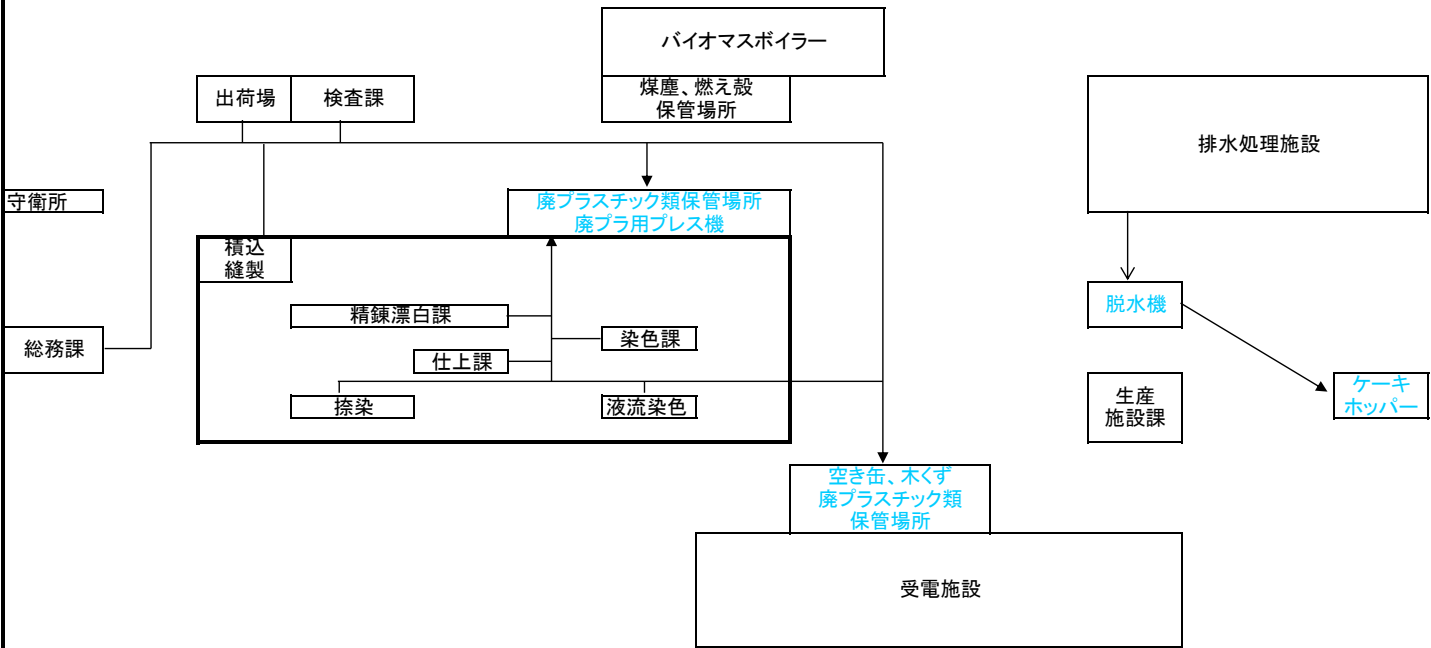 バイオマスボイラー
煤塵、燃え殻
保管場所
出荷場
検査課
排水処理施設
守衛所
廃プラスチック類保管場所
廃プラ用プレス機
積込
縫製
精錬漂白課
脱水機
総務課
染色課
仕上課
捺染
液流染色
生産
施設課
ケーキ
ホッパー
空き缶、木くず
廃プラスチック類
保管場所
受電施設